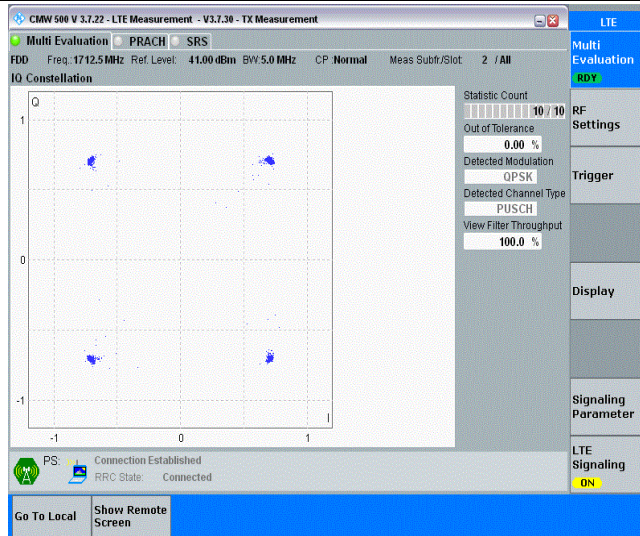 CMW 500 V 3.7.22 - LTE Measurement - V3.7.30 - TX Measurement
LTE
Multi Evaluation PRACH SRS
Multi Evaluation
RDY
FDD Freq.:1712.5 MHz Ref. Level: 41.00 dBm BW:5.0 MHz CP :Normal Meas Subfr/Slot: 2 / All
IQ Constellation
Q
1
0
-1
I
-1 0 1
Statistic Count
10 / 10
Out of Tolerance
0.00 %
Detected Modulation
QPSK
Detected Channel Type
PUSCH
View Filter Throughput
100.0 %
RF
Settings
Trigger
Display
Signaling
Parameter
LTE
Signaling
ON
PS: Connection Established
RRC State: Connected
Go To Local
Show Remote
Screen